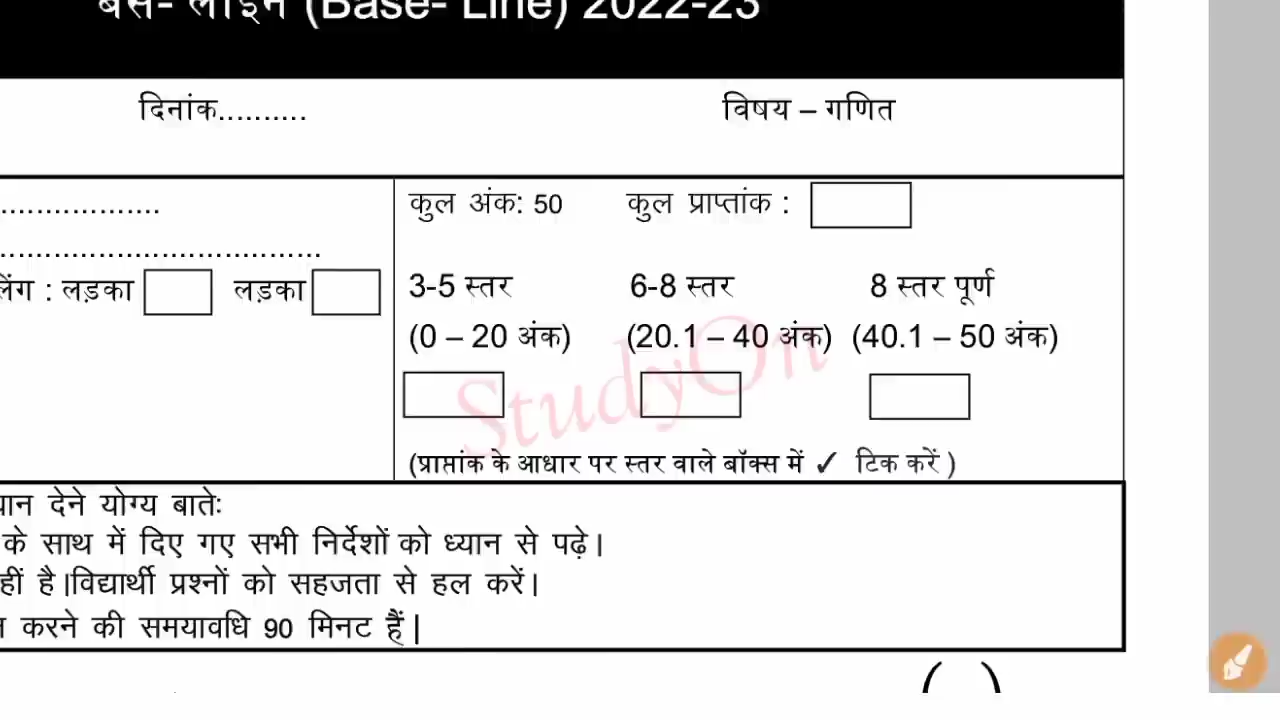 बेस- लाईन (Base- Line) 2022-23
दिनांक.......... विषय – गणित
.................. कुल अंक: 50 कुल प्राप्तांक :
....................................
लिंग : लड़का लड़का 3-5 स्तर 6-8 स्तर 8 स्तर पूर्ण
(0 – 20 अंक) (20.1 – 40 अंक) (40.1 – 50 अंक)
StudyOn
(प्राप्तांक के आधार पर स्तर वाले बॉक्स में ✓ टिक करें )
देने योग्य बातेः
के साथ में दिए गए सभी निर्देशों को ध्यान से पढ़े।
है।विद्यार्थी प्रश्नों को सहजता से हल करें।
करने की समयावधि 90 मिनट हैं|
( )